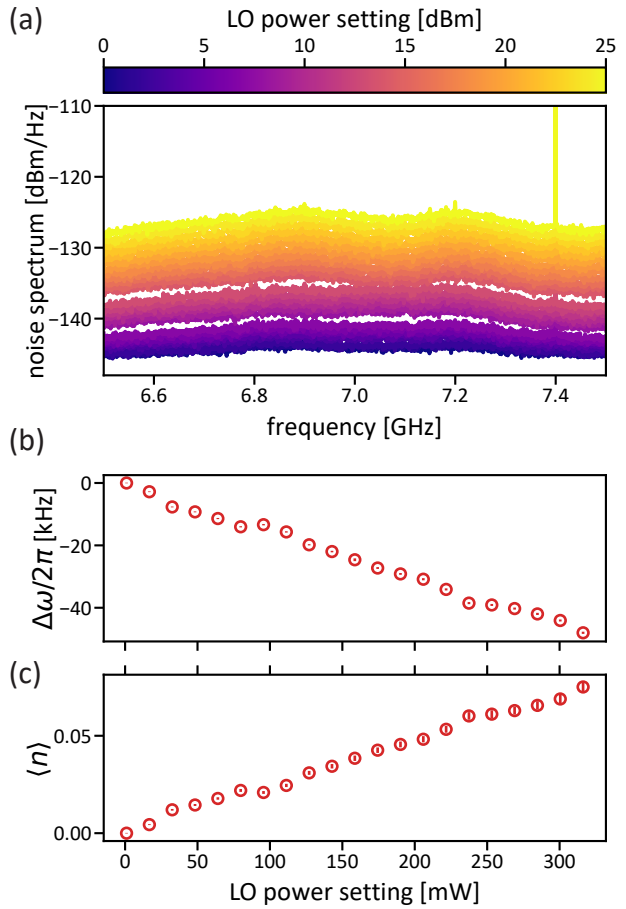 (a)
LO power setting [dBm]
0 5 10 15 20 25
noise spectrum [dBm/Hz]
−110
−120
−130
−140
6.6 6.8 7.0 7.2 7.4
frequency [GHz]
(b)
Δω/2π [kHz]
0
−20
−40
(c)
⟨n⟩
0.05
0.00
0 50 100 150 200 250 300
LO power setting [mW]